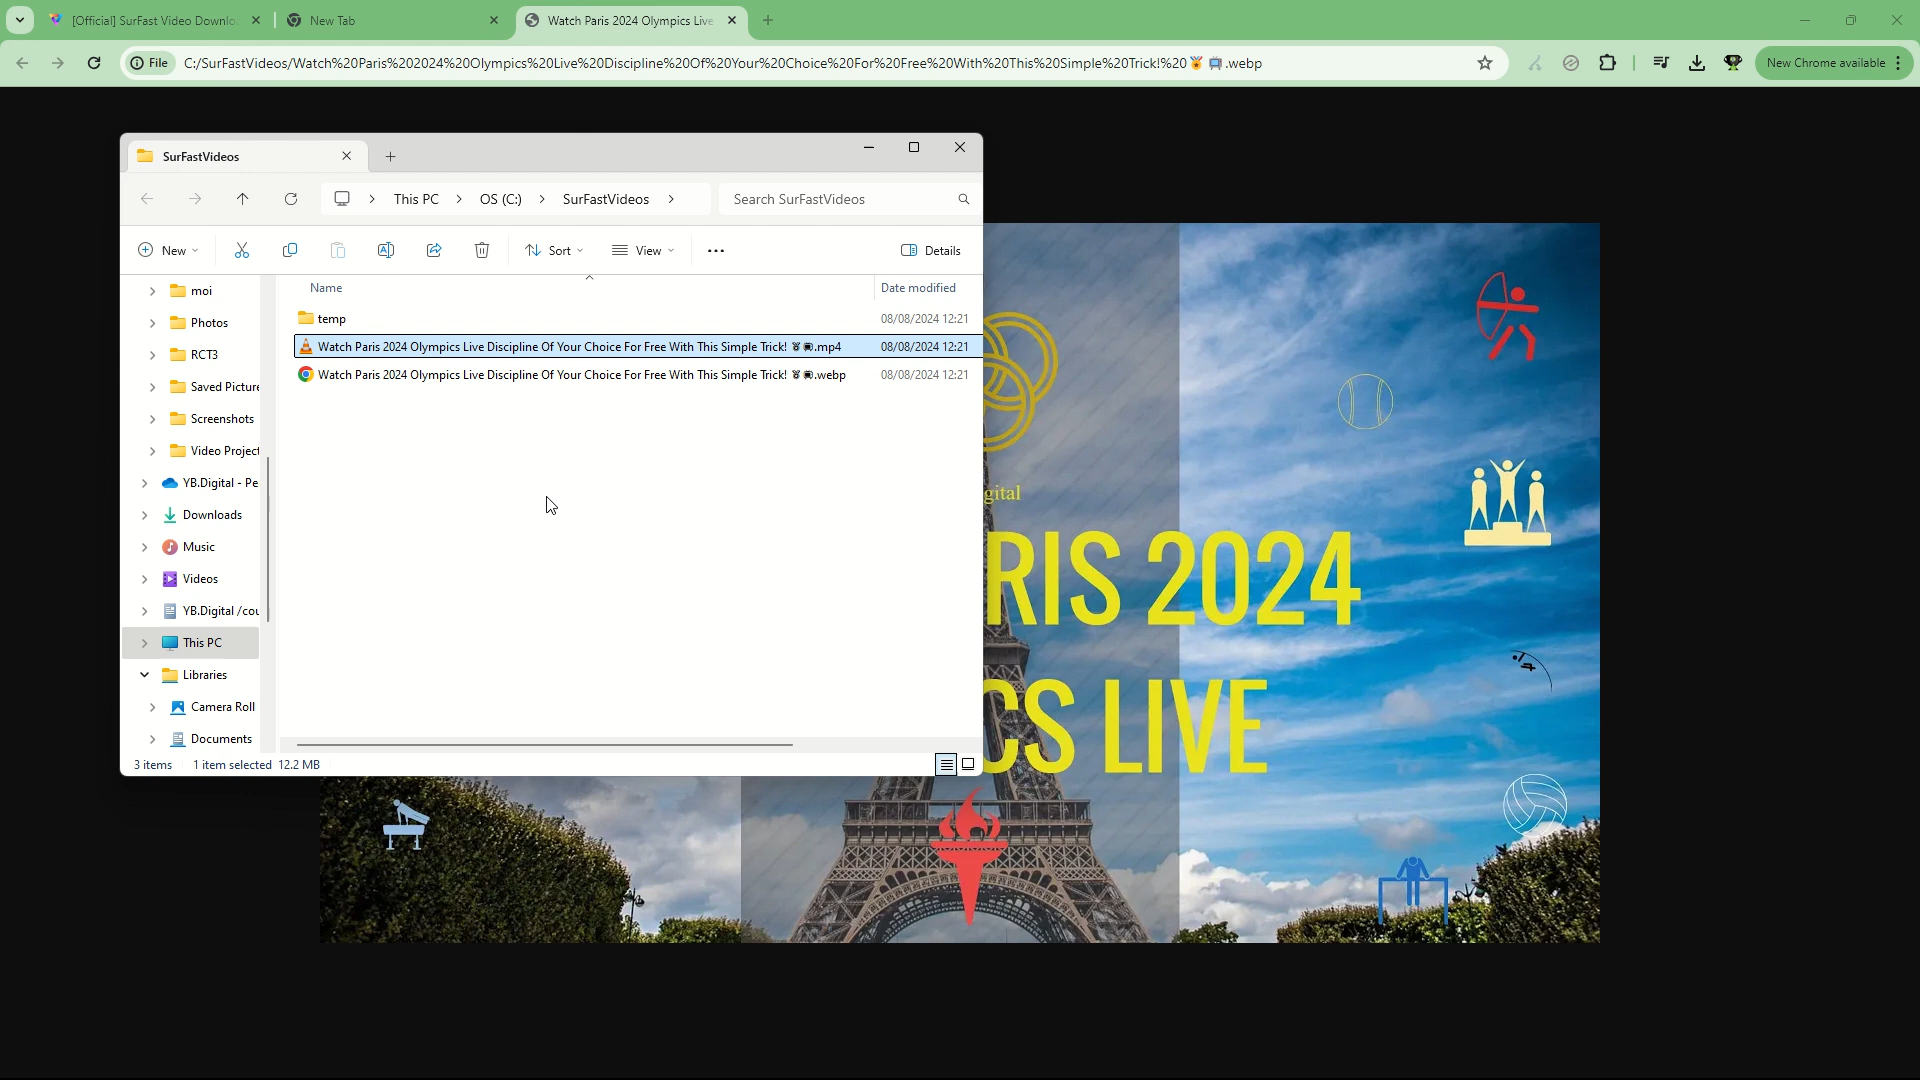 [Official] SurFast Video Downlo
New Tab
Watch Paris 2024 Olympics Live
File
C:/SurFastVideos/Watch%20Paris%202024%20Olympics%20Live%20Discipline%20Of%20Your%20Choice%20For%20Free%20With%20This%20Simple%20Trick!%20🏅📺.webp
New Chrome available
SurFastVideos
This PC
OS (C:)
SurFastVideos
Search SurFastVideos
New
Sort
View
Details
Name
Date modified
moi
Photos
RCT3
Saved Picture
Screenshots
Video Project
YB.Digital - Pe
Downloads
Music
Videos
YB.Digital /cou
This PC
Libraries
Camera Roll
Documents
temp
08/08/2024 12:21
Watch Paris 2024 Olympics Live Discipline Of Your Choice For Free With This Simple Trick! 🏅📺.mp4
08/08/2024 12:21
Watch Paris 2024 Olympics Live Discipline Of Your Choice For Free With This Simple Trick! 🏅📺.webp
08/08/2024 12:21
3 items
1 item selected 12.2 MB
gital
RIS 2024
CS LIVE